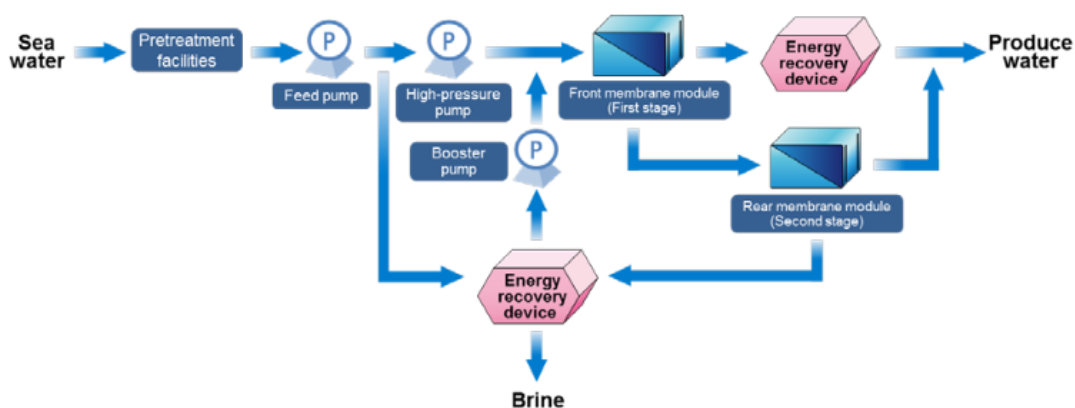 Sea
water
Pretreatment
facilities
P
Feed pump
P
High-pressure
pump
Front membrane module
(First stage)
Energy
recovery
device
Produce
water
Booster
pump
P
Rear membrane module
(Second stage)
Energy
recovery
device
Brine